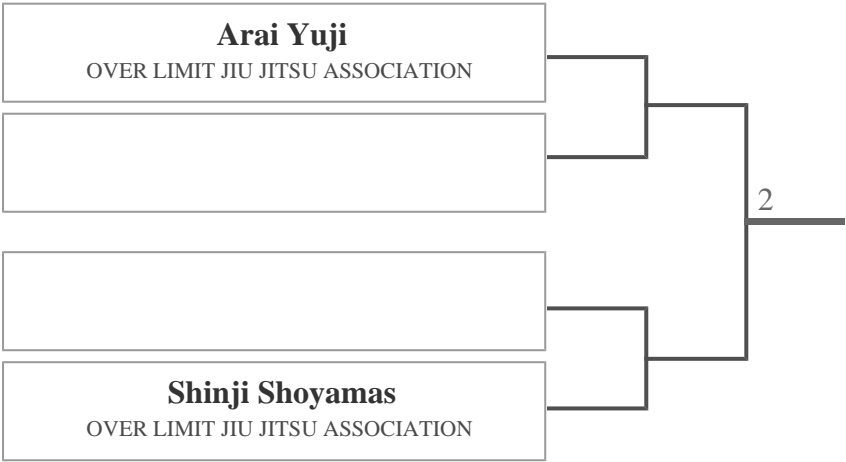 Arai Yuji
OVER LIMIT JIU JITSU ASSOCIATION
2
Shinji Shoyamas
OVER LIMIT JIU JITSU ASSOCIATION